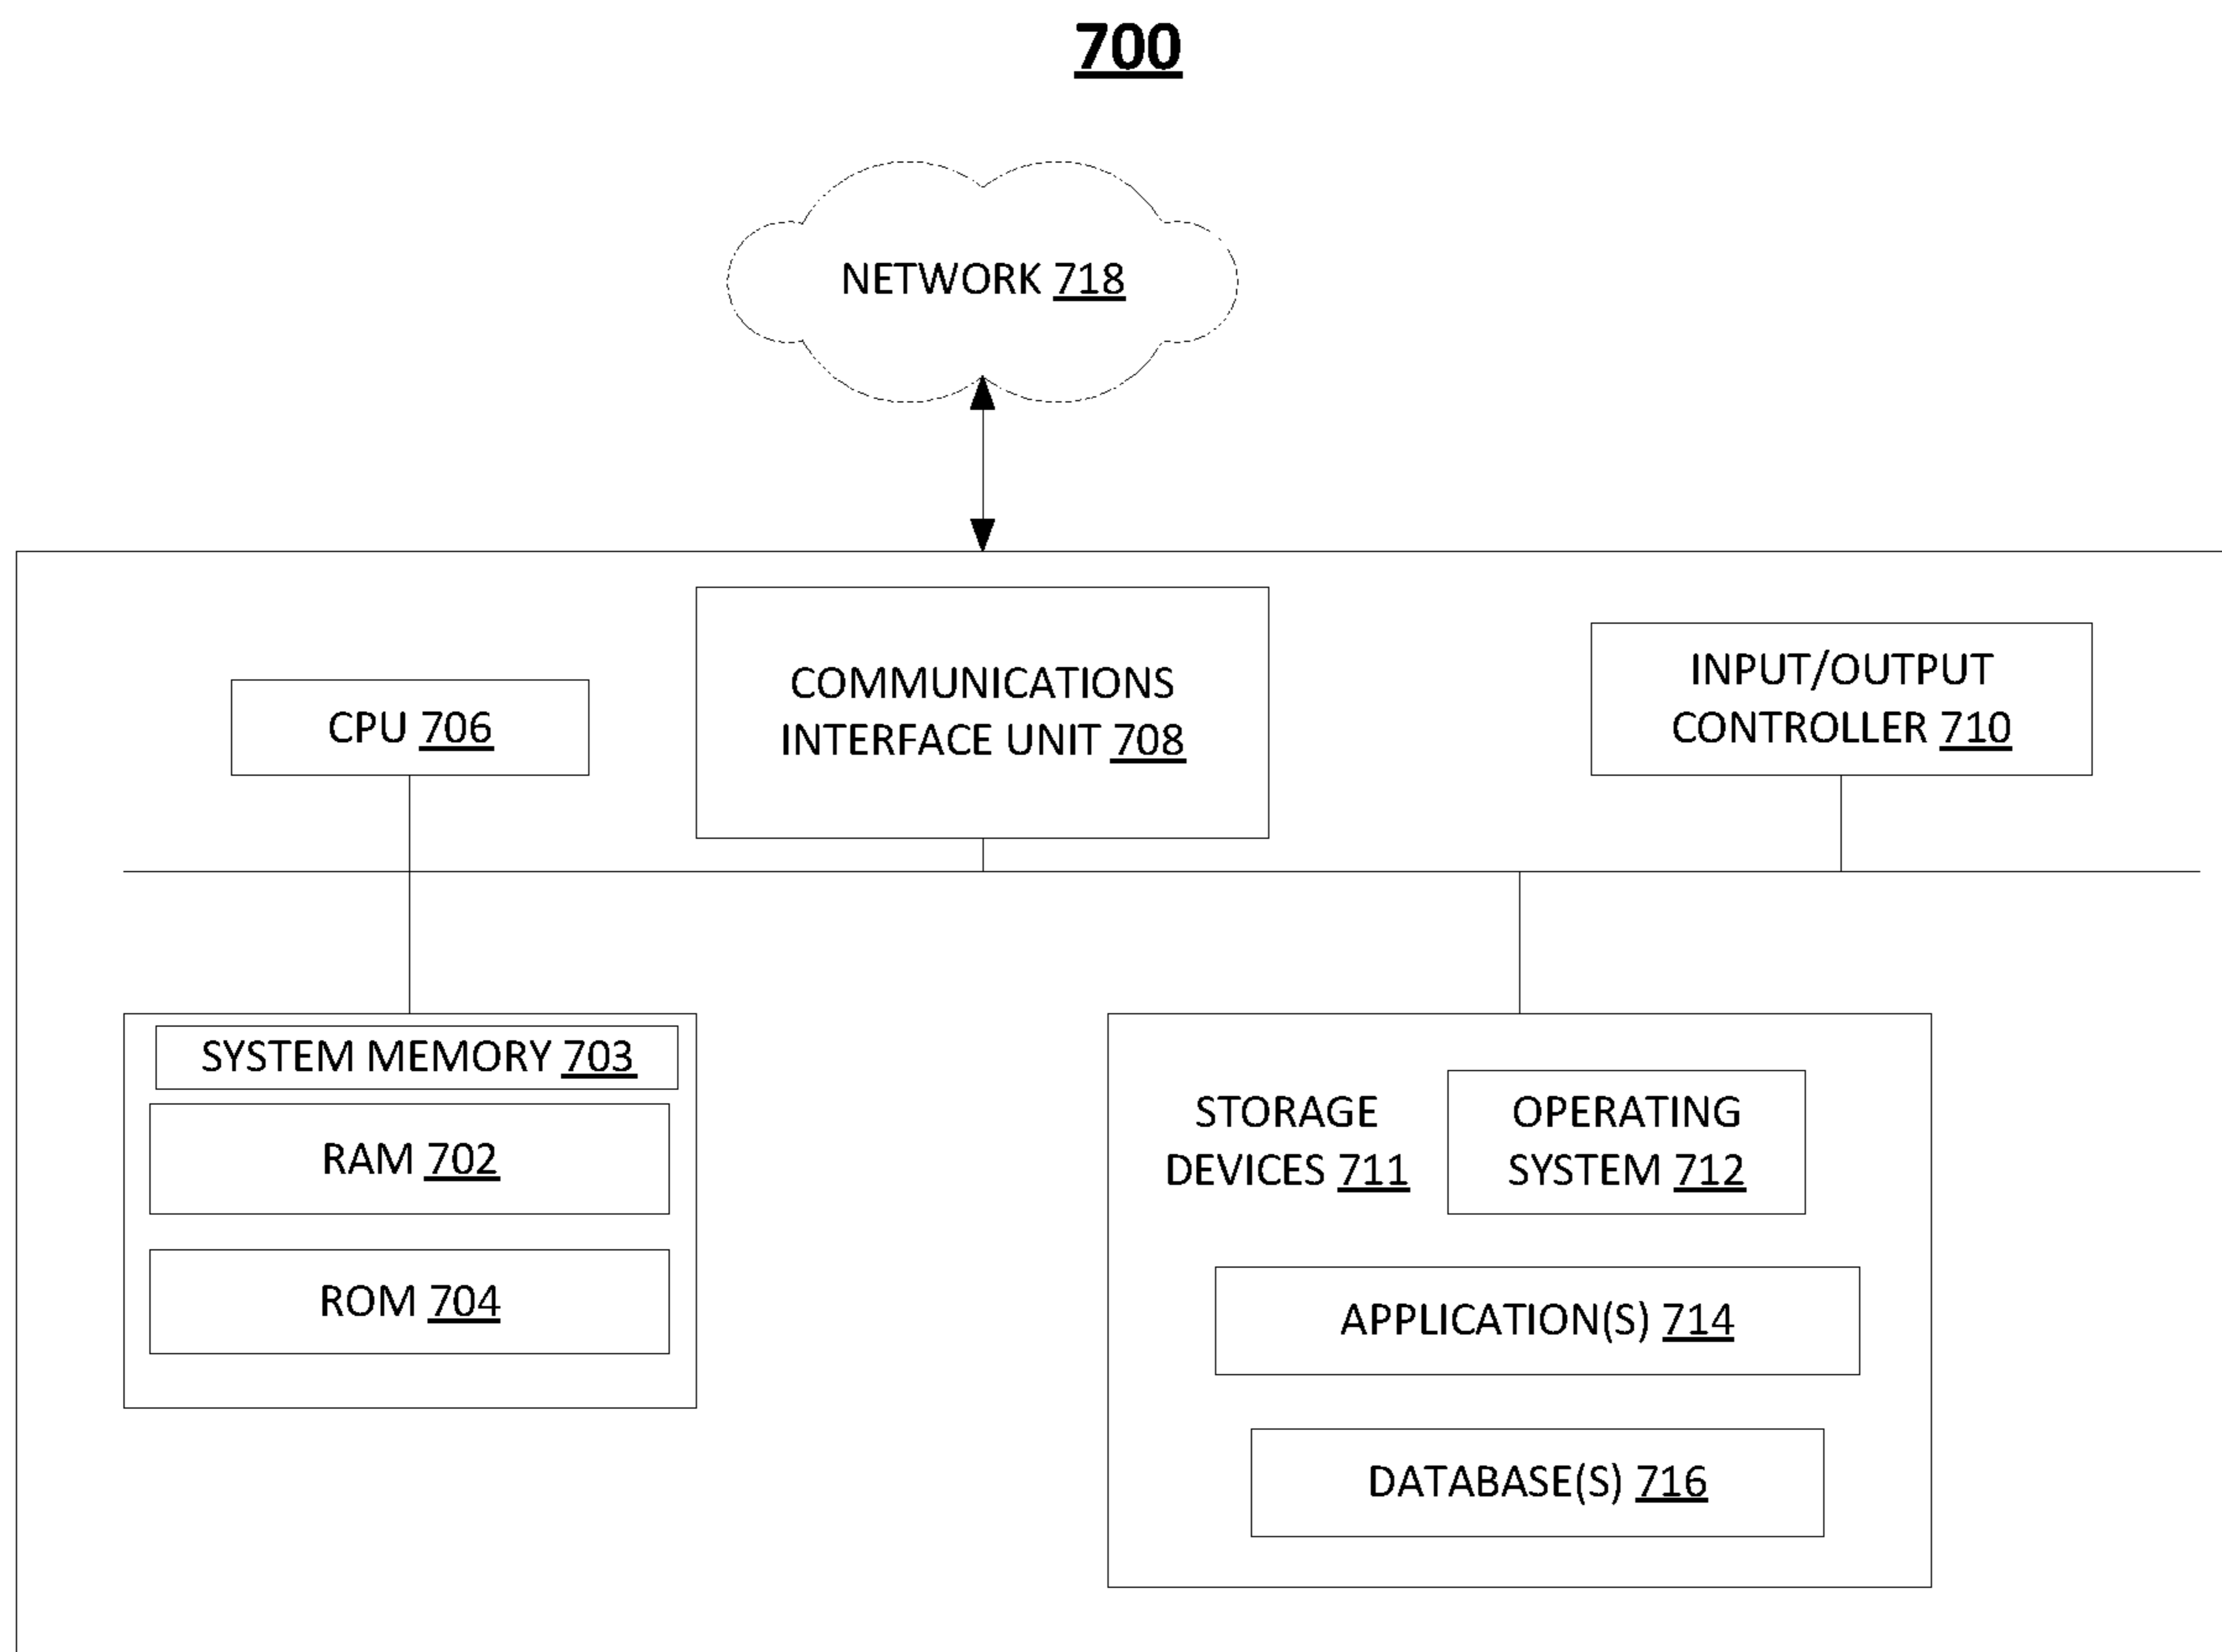 700
NETWORK 718
COMMUNICATIONS
INTERFACE UNIT 708
INPUT/OUTPUT
CONTROLLER 710
CPU 706
SYSTEM MEMORY 703
RAM 702
ROM 704
STORAGE
DEVICES 711
OPERATING
SYSTEM 712
APPLICATION(S) 714
DATABASE(S) 716